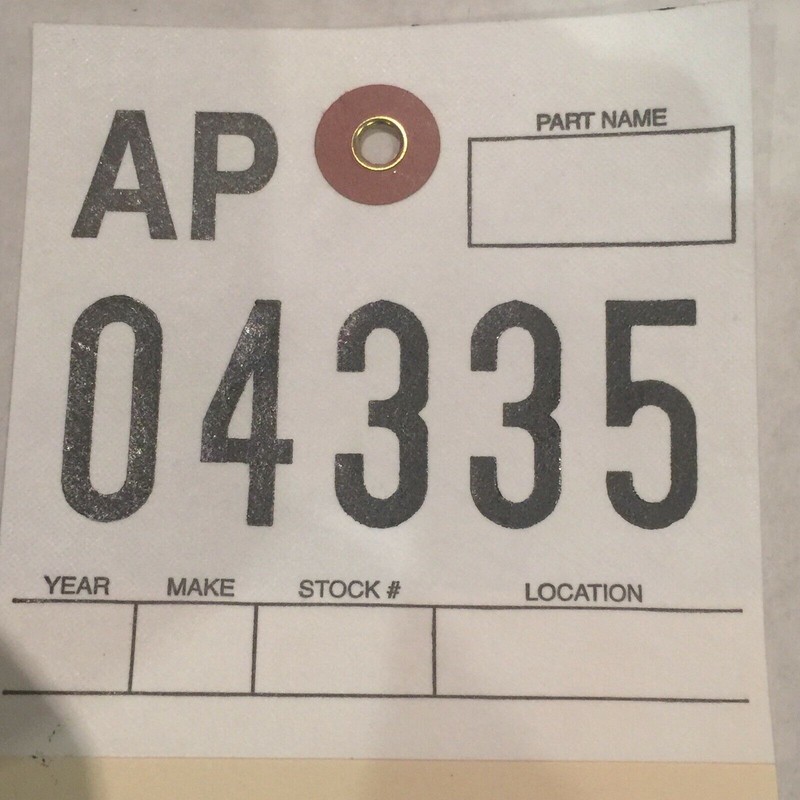 AP
PART NAME
04335
YEAR MAKE STOCK # LOCATION